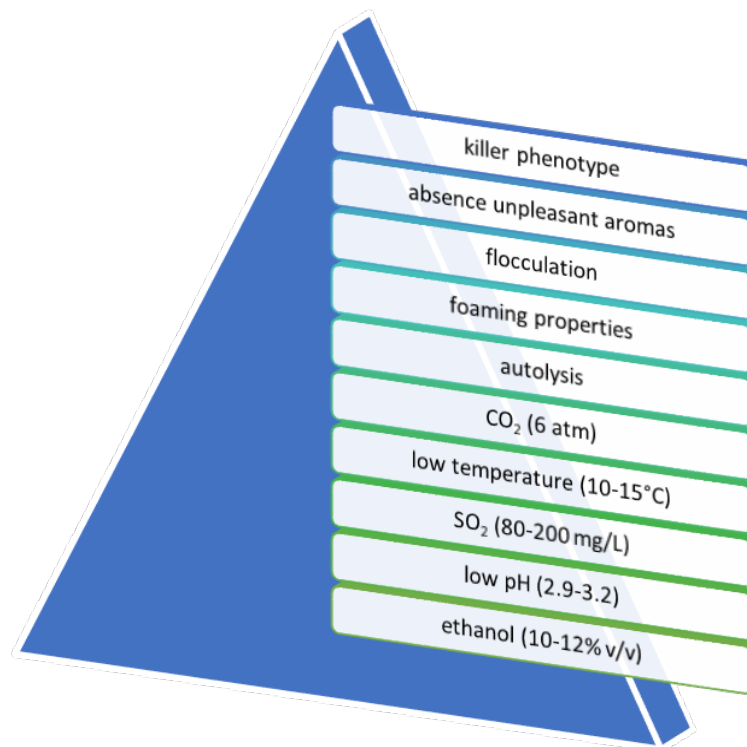 killer phenotype
absence unpleasant aromas
flocculation
foaming properties
autolysis
CO₂ (6 atm)
low temperature (10-15°C)
SO₂ (80-200 mg/L)
low pH (2.9-3.2)
ethanol (10-12% v/v)